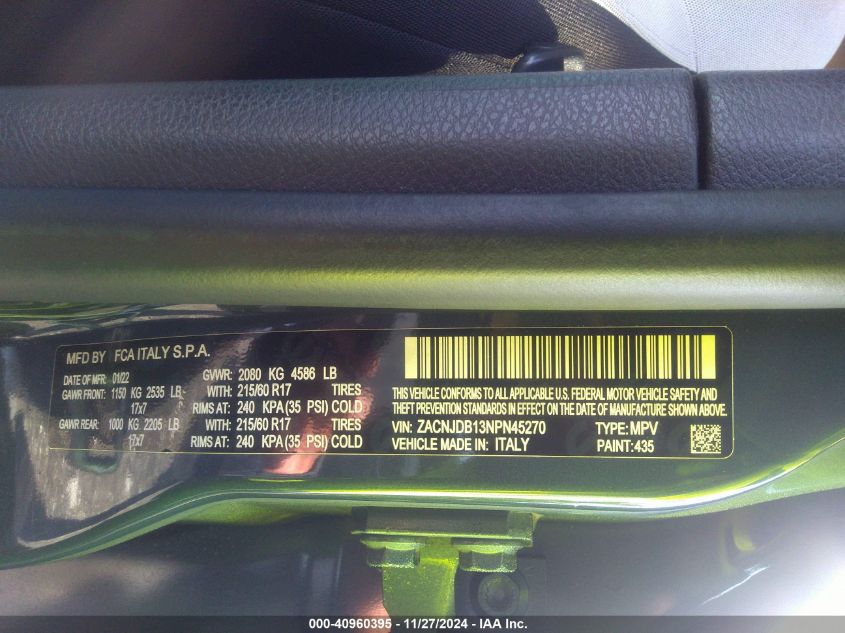 MFD BY FCA ITALY S.P.A.
DATE OF MFR: 01/22 GVWR: 2080 KG 4586 LB
GAWR FRONT: 1150 KG 2535 LB WITH: 215/60 R17 TIRES
17x7 RIMS AT: 240 KPA(35 PSI) COLD
GAWR REAR: 1000 KG 2205 LB WITH: 215/60 R17 TIRES
17x7 RIMS AT: 240 KPA(35 PSI) COLD
THIS VEHICLE CONFORMS TO ALL APPLICABLE U.S. FEDERAL MOTOR VEHICLE SAFETY AND
THEFT PREVENTION STANDARDS IN EFFECT ON THE DATE OF MANUFACTURE SHOWN ABOVE.
VIN: ZACNJDB13NPN45270 TYPE: MPV
VEHICLE MADE IN: ITALY PAINT: 435
000-40960395 - 11/27/2024 - IAA Inc.